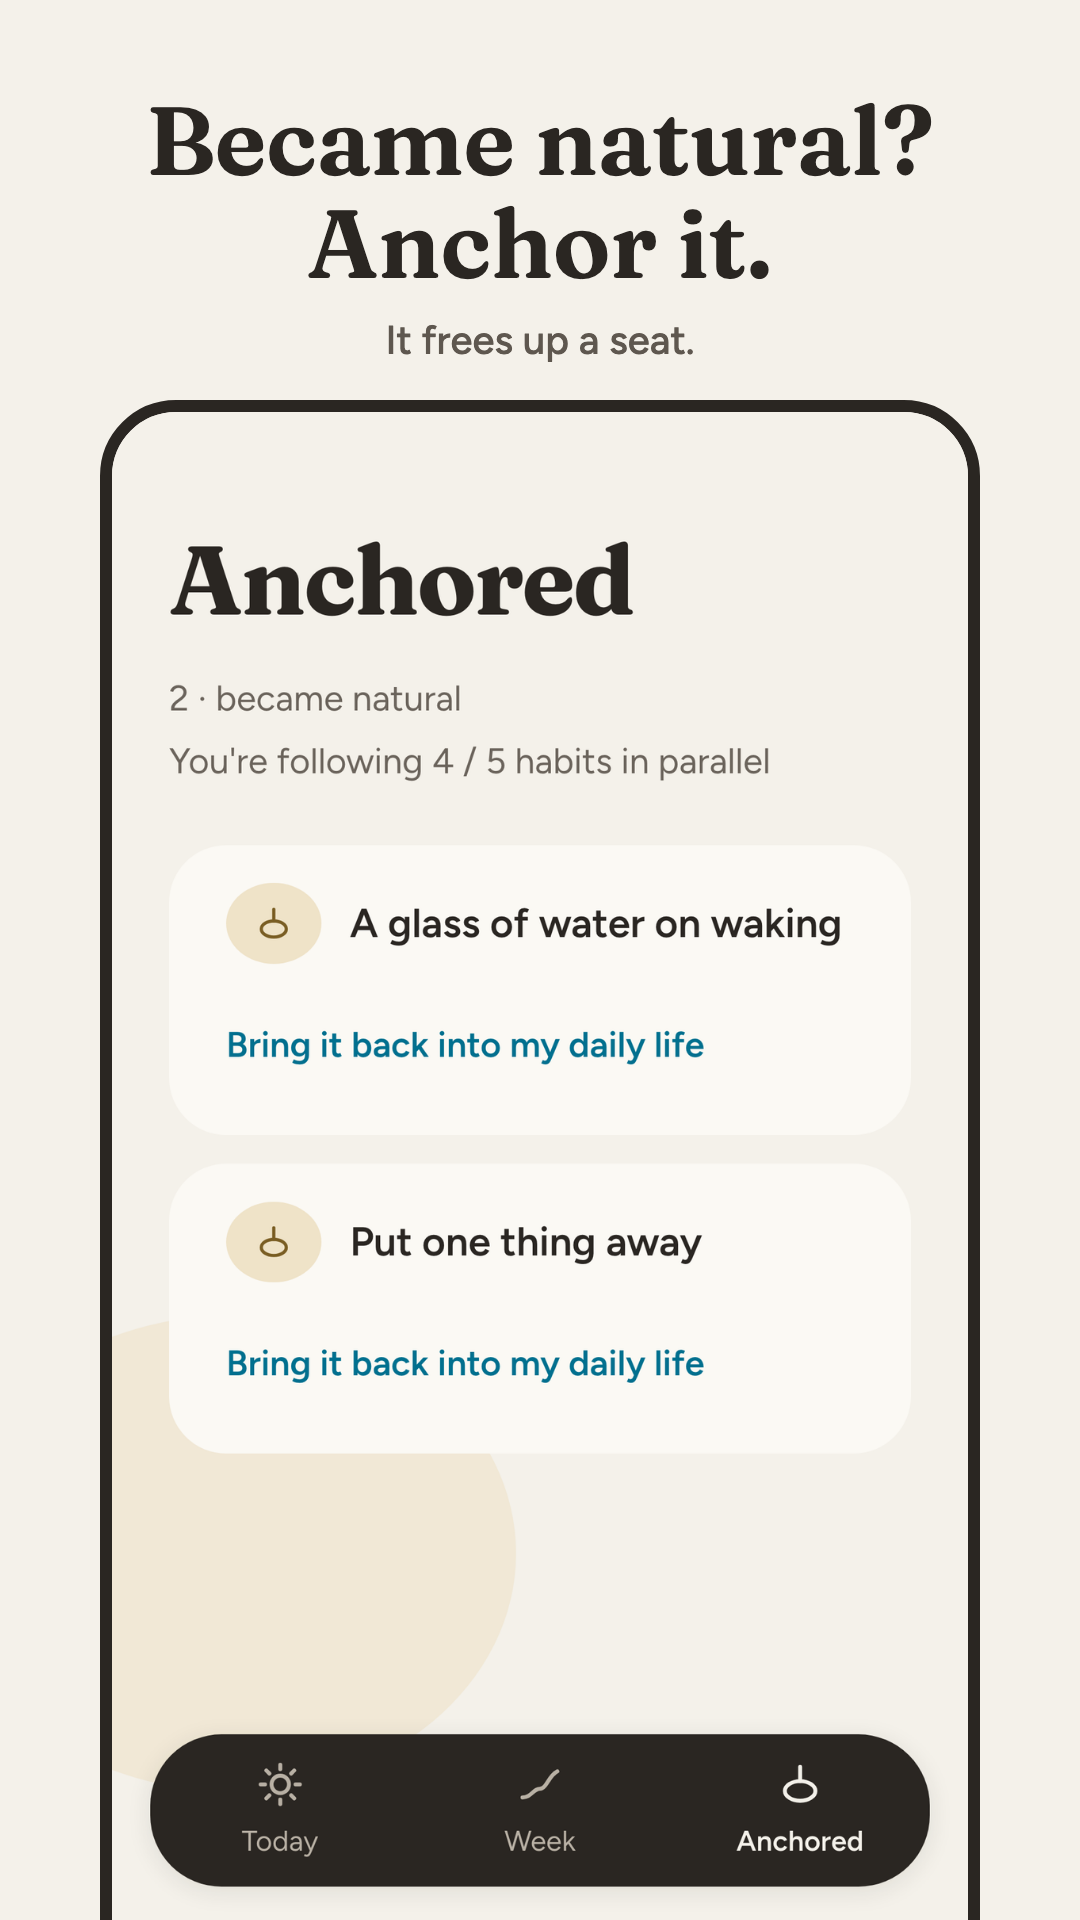 Became natural?
Anchor it.
It frees up a seat.
Anchored
2 · became natural
You're following 4 / 5 habits in parallel
A glass of water on waking
Bring it back into my daily life
Put one thing away
Bring it back into my daily life
Today
Week
Anchored